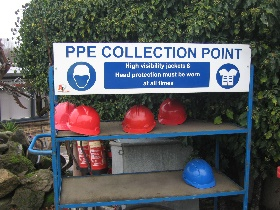 PPE COLLECTION POINT
High visibility jackets &
Head protection must be worn
at all times